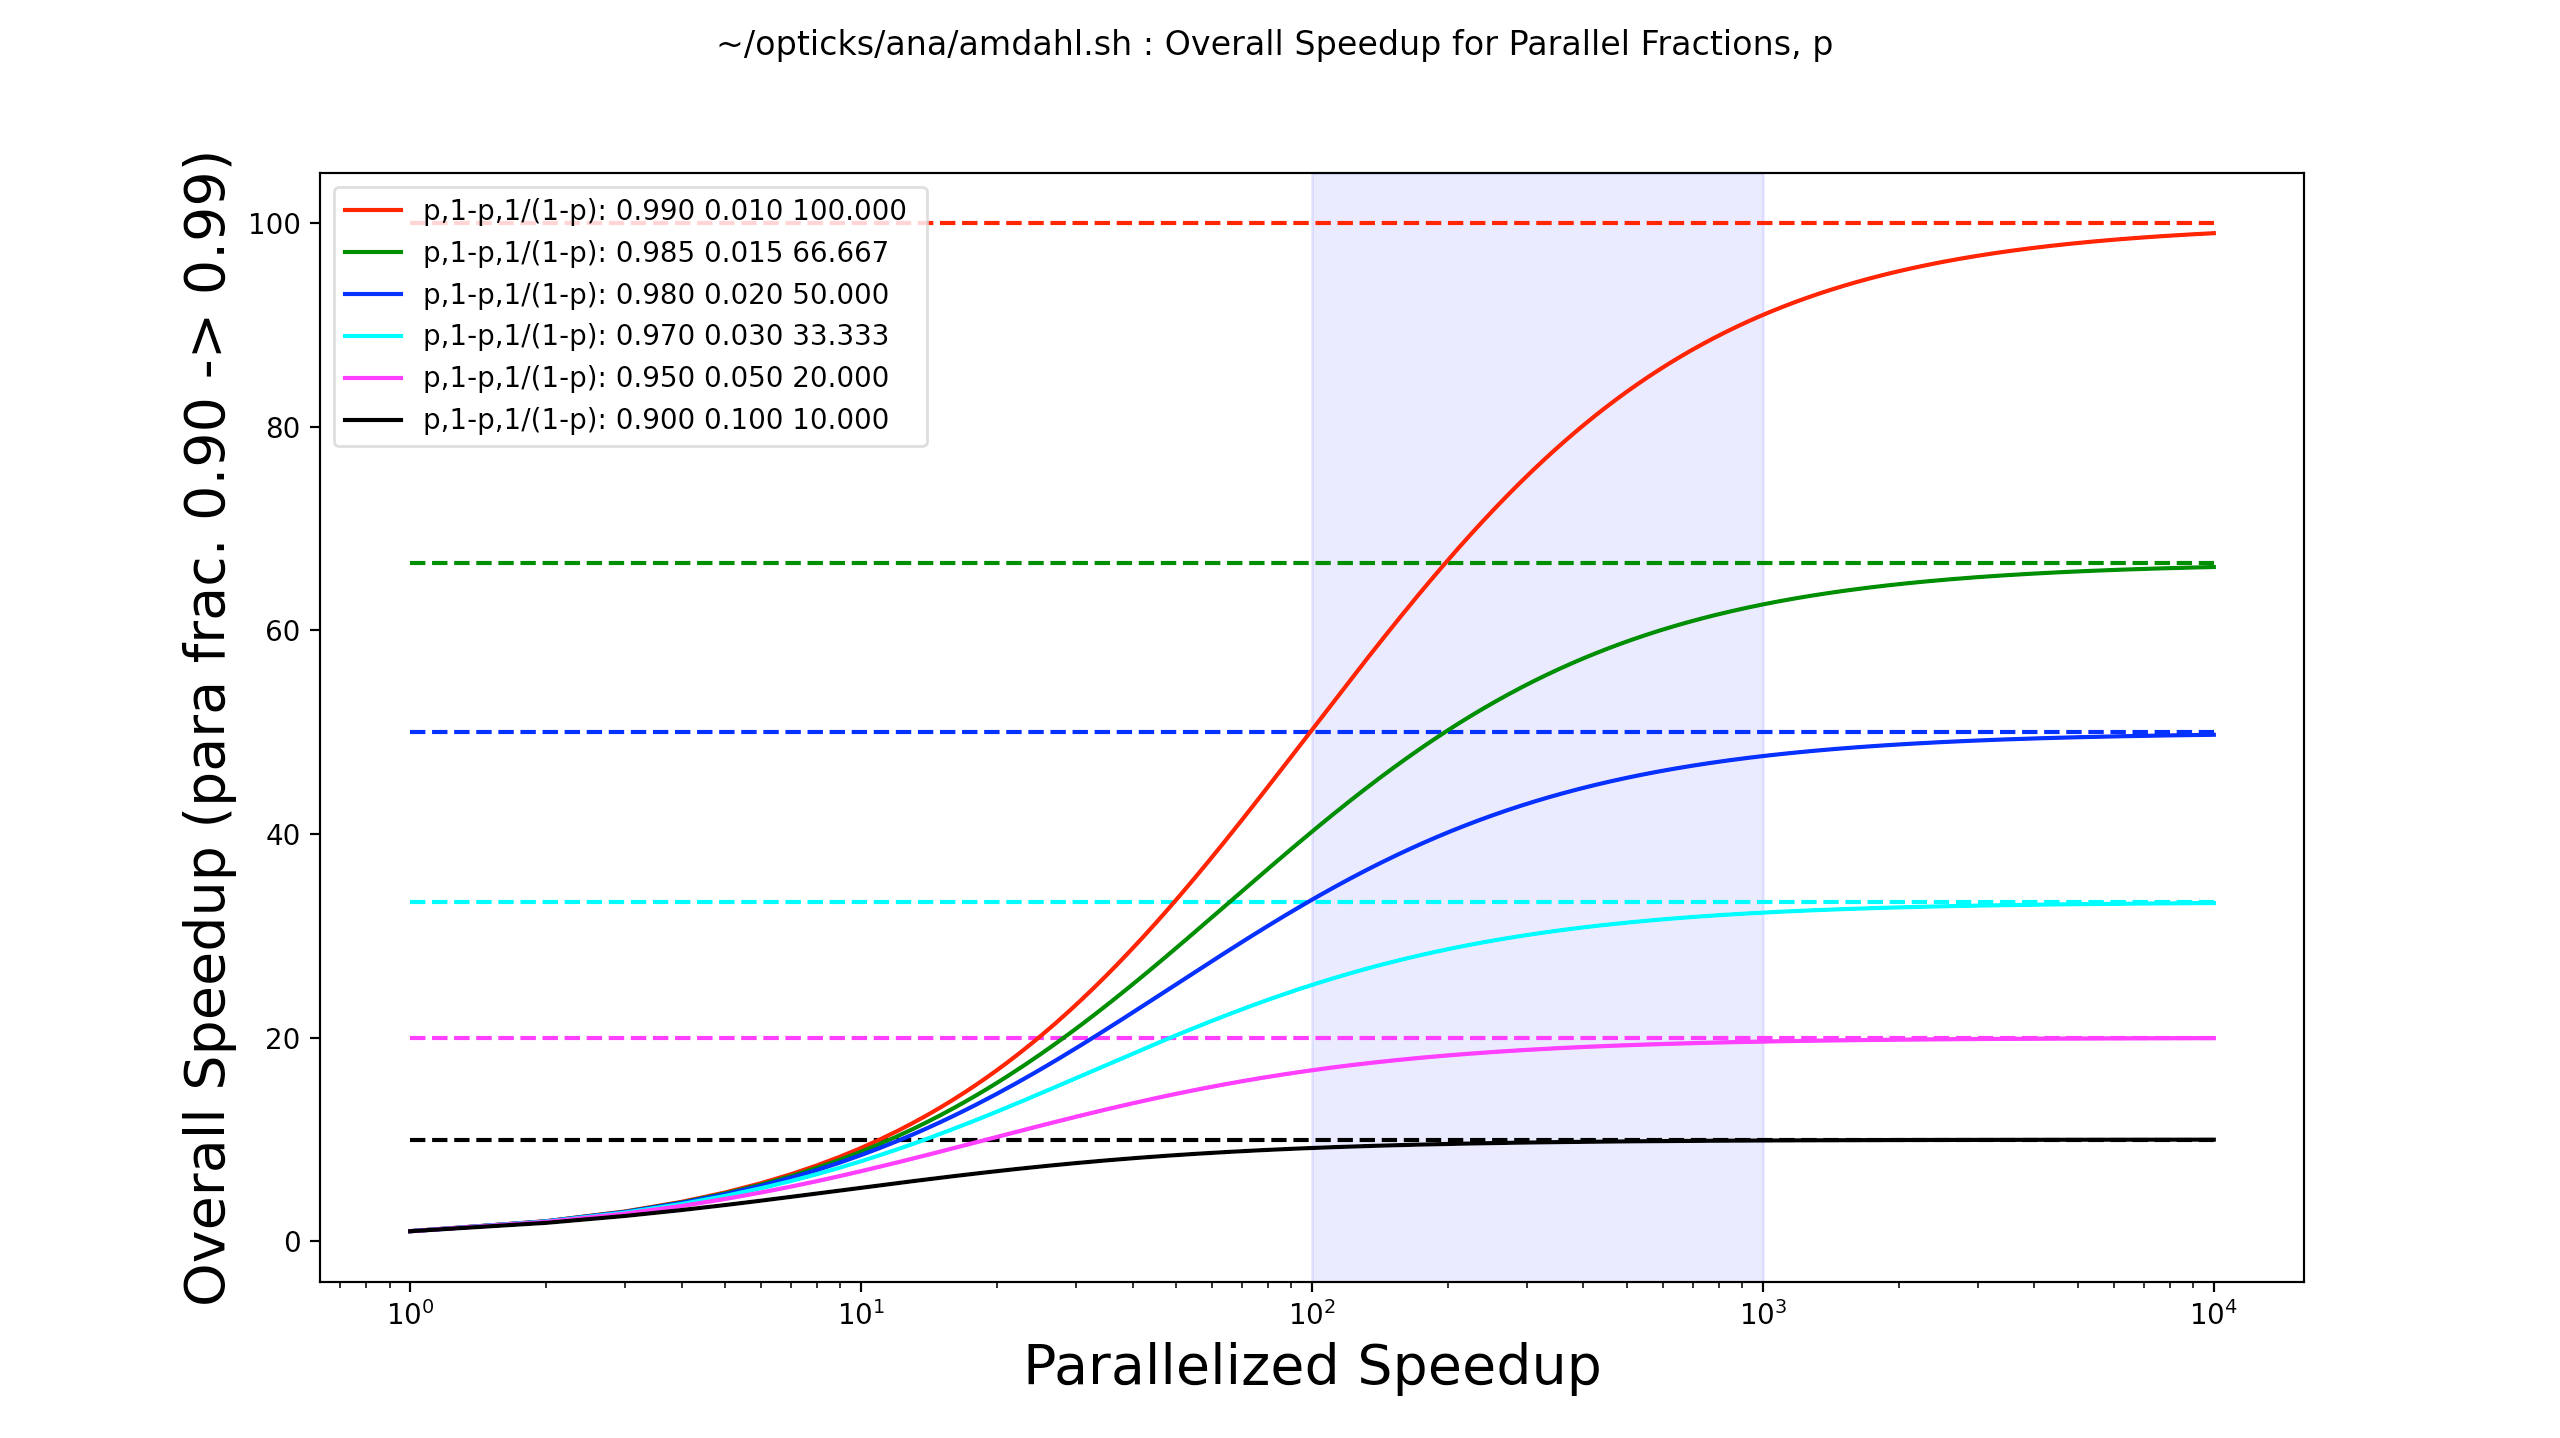 ~/opticks/ana/amdahl.sh : Overall Speedup for Parallel Fractions, p
Overall Speedup (para frac. 0.90 -> 0.99)
100
80
60
40
20
0
p,1-p,1/(1-p): 0.990 0.010 100.000
p,1-p,1/(1-p): 0.985 0.015 66.667
p,1-p,1/(1-p): 0.980 0.020 50.000
p,1-p,1/(1-p): 0.970 0.030 33.333
p,1-p,1/(1-p): 0.950 0.050 20.000
p,1-p,1/(1-p): 0.900 0.100 10.000
10⁰ 10¹ 10² 10³ 10⁴
Parallelized Speedup